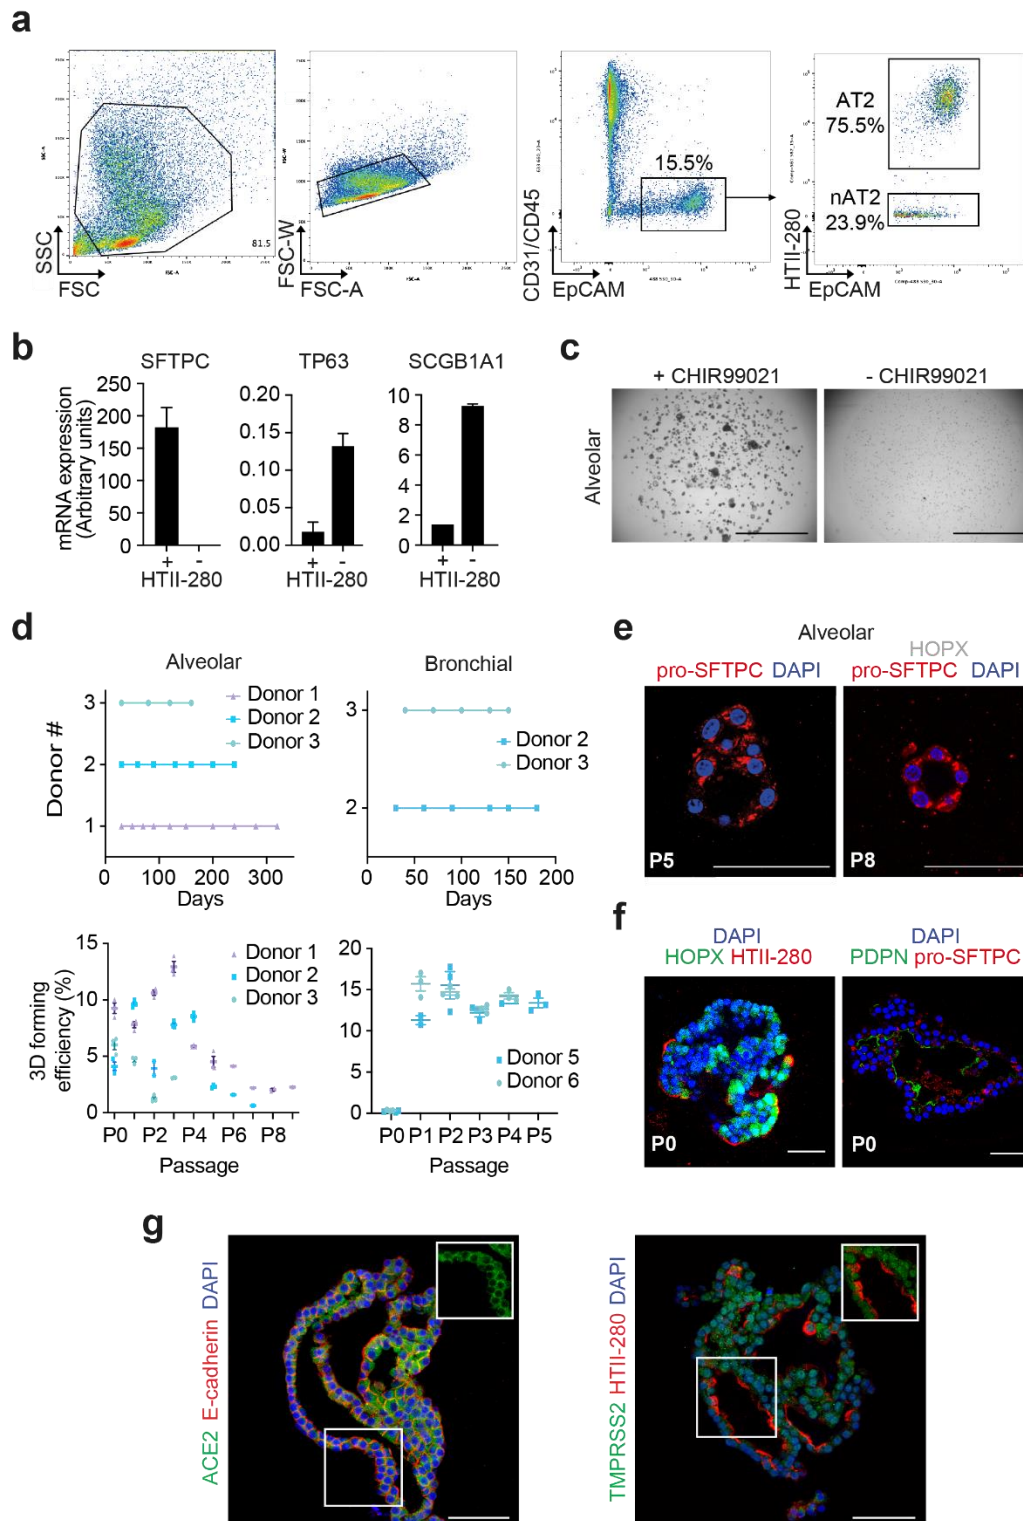 a
SSC
FSC
81.5
FSC-A
FSC-W
FSC-A
CD31/CD45
15.5%
EpCAM
HTII-280
AT2
75.5%
nAT2
23.9%
EpCAM
b
mRNA expression
(Arbitrary units)
SFTPC
250
200
150
100
50
0
+ -
HTII-280
TP63
0.20
0.15
0.10
0.05
0.00
+ -
HTII-280
SCGB1A1
10
8
6
4
2
0
+ -
HTII-280
c
+ CHIR99021
- CHIR99021
Alveolar
d
Alveolar
Donor #
3
2
1
Donor 1
Donor 2
Donor 3
0 100 200 300
Days
Bronchial
3
2
Donor 2
Donor 3
0 50 100 150 200
Days
3D forming
efficiency (%)
15
10
5
0
Donor 1
Donor 2
Donor 3
P0 P2 P4 P6 P8
Passage
20
15
10
5
0
Donor 5
Donor 6
P0 P1 P2 P3 P4 P5
Passage
e
Alveolar
pro-SFTPC DAPI
P5
HOPX
pro-SFTPC DAPI
P8
f
DAPI
HOPX HTII-280
P0
DAPI
PDPN pro-SFTPC
P0
g
ACE2 E-cadherin DAPI
TMPRSS2 HTII-280 DAPI